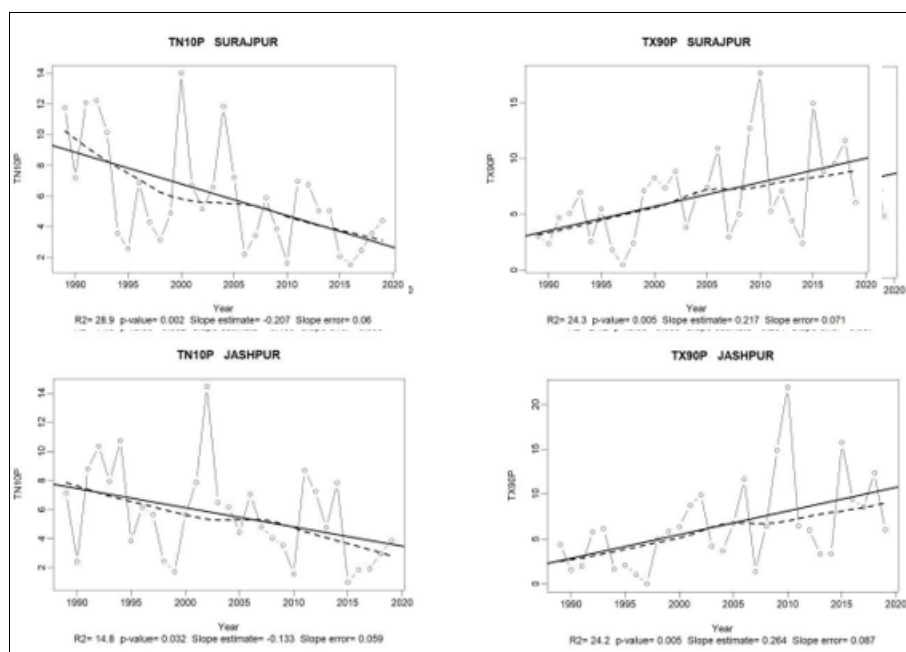 TN10P SURAJPUR
TX90P SURAJPUR
14
12
10
8
6
4
2
TN10P
1990 1995 2000 2005 2010 2015 2020
Year
R2= 28.9 p-value= 0.002 Slope estimate= -0.207 Slope error= 0.06
15
10
5
0
TX90P
1990 1995 2000 2005 2010 2015 2020
Year
R2= 24.3 p-value= 0.005 Slope estimate= 0.217 Slope error= 0.071
2020
TN10P JASHPUR
TX90P JASHPUR
14
12
10
8
6
4
2
TN10P
1990 1995 2000 2005 2010 2015 2020
Year
R2= 14.8 p-value= 0.032 Slope estimate= -0.133 Slope error= 0.059
20
15
10
5
0
TX90P
1990 1995 2000 2005 2010 2015 2020
Year
R2= 24.2 p-value= 0.005 Slope estimate= 0.264 Slope error= 0.087